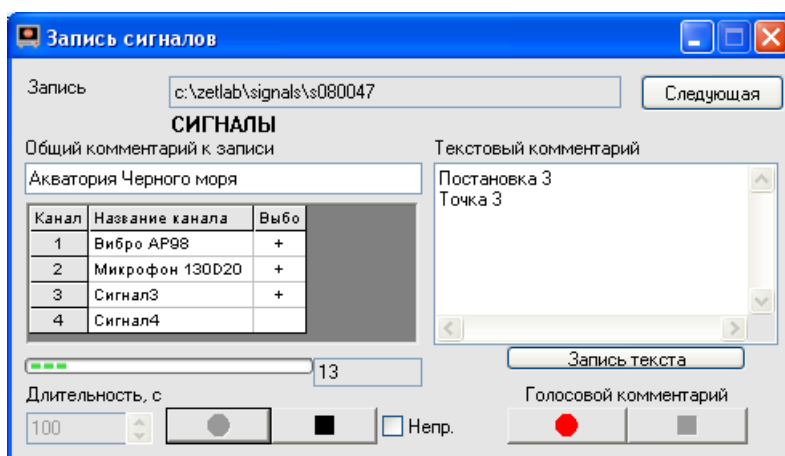 Запись сигналов
Запись c:\zetlab\signals\s080047 Следующая
СИГНАЛЫ
Общий комментарий к записи
Акватория Черного моря
Канал Название канала Выбо
1 Вибро АР98 +
2 Микрофон 130D20 +
3 Сигнал3 +
4 Сигнал4
Текстовый комментарий
Постановка 3
Точка 3
13
Запись текста
Длительность, с
100
Непр.
Голосовой комментарий